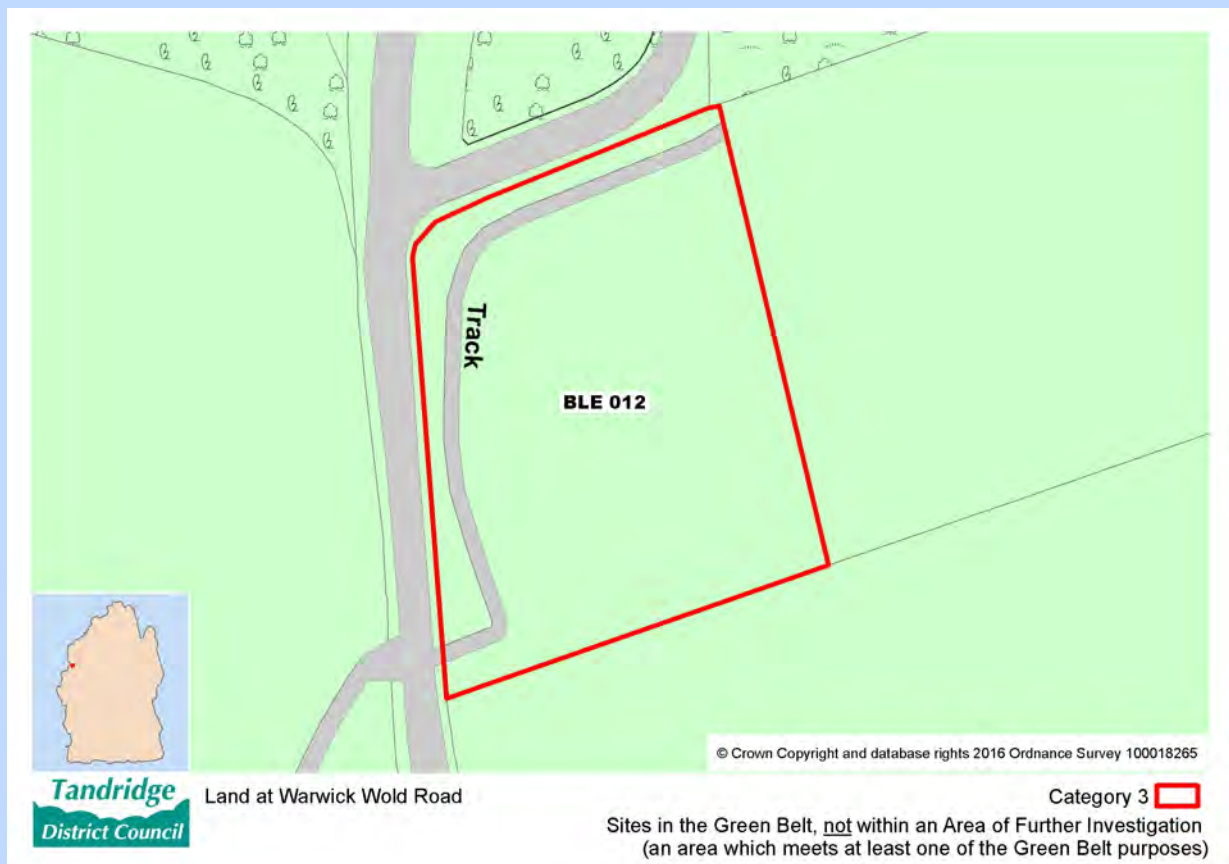 Track
BLE 012
© Crown Copyright and database rights 2016 Ordnance Survey 100018265
Tandridge
District Council
Land at Warwick Wold Road
Category 3
Sites in the Green Belt, not within an Area of Further Investigation
(an area which meets at least one of the Green Belt purposes)